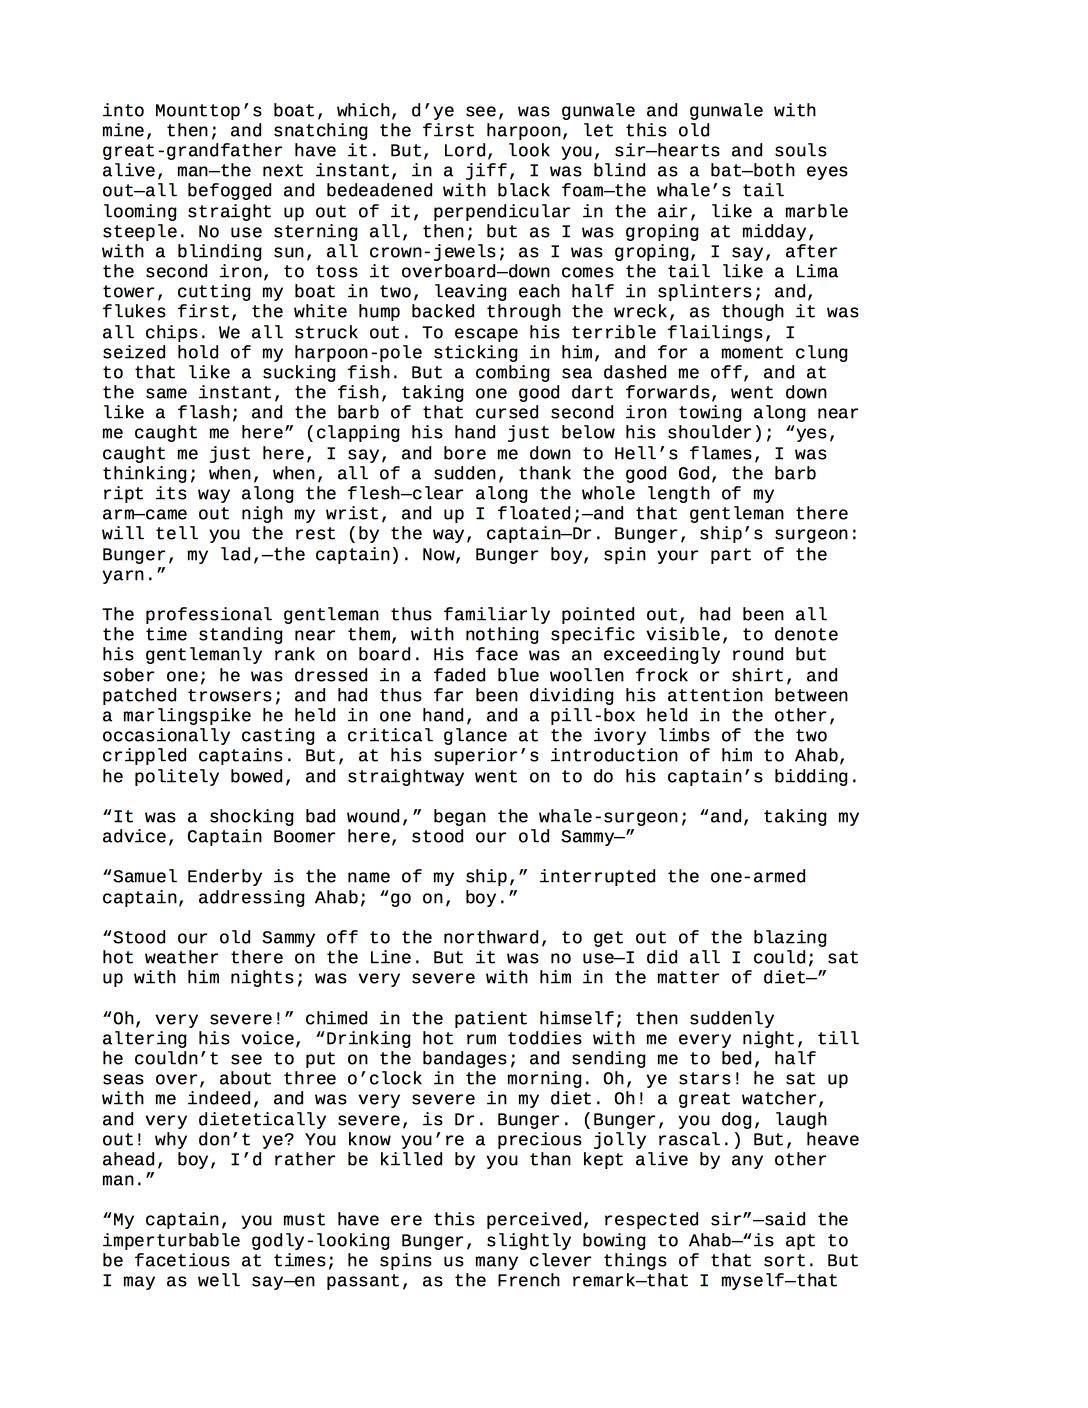 into Mounttop’s boat, which, d’ye see, was gunwale and gunwale with
mine, then; and snatching the first harpoon, let this old
great-grandfather have it. But, Lord, look you, sir—hearts and souls
alive, man—the next instant, in a jiff, I was blind as a bat—both eyes
out—all befogged and bedeadened with black foam—the whale’s tail
looming straight up out of it, perpendicular in the air, like a marble
steeple. No use sterning all, then; but as I was groping at midday,
with a blinding sun, all crown-jewels; as I was groping, I say, after
the second iron, to toss it overboard—down comes the tail like a Lima
tower, cutting my boat in two, leaving each half in splinters; and,
flukes first, the white hump backed through the wreck, as though it was
all chips. We all struck out. To escape his terrible flailings, I
seized hold of my harpoon-pole sticking in him, and for a moment clung
to that like a sucking fish. But a combing sea dashed me off, and at
the same instant, the fish, taking one good dart forwards, went down
like a flash; and the barb of that cursed second iron towing along near
me caught me here” (clapping his hand just below his shoulder); “yes,
caught me just here, I say, and bore me down to Hell’s flames, I was
thinking; when, when, all of a sudden, thank the good God, the barb
ript its way along the flesh—clear along the whole length of my
arm—came out nigh my wrist, and up I floated;—and that gentleman there
will tell you the rest (by the way, captain—Dr. Bunger, ship’s surgeon:
Bunger, my lad,—the captain). Now, Bunger boy, spin your part of the
yarn.”

The professional gentleman thus familiarly pointed out, had been all
the time standing near them, with nothing specific visible, to denote
his gentlemanly rank on board. His face was an exceedingly round but
sober one; he was dressed in a faded blue woollen frock or shirt, and
patched trowsers; and had thus far been dividing his attention between
a marlingspike he held in one hand, and a pill-box held in the other,
occasionally casting a critical glance at the ivory limbs of the two
crippled captains. But, at his superior’s introduction of him to Ahab,
he politely bowed, and straightway went on to do his captain’s bidding.

“It was a shocking bad wound,” began the whale-surgeon; “and, taking my
advice, Captain Boomer here, stood our old Sammy—”

“Samuel Enderby is the name of my ship,” interrupted the one-armed
captain, addressing Ahab; “go on, boy.”

“Stood our old Sammy off to the northward, to get out of the blazing
hot weather there on the Line. But it was no use—I did all I could; sat
up with him nights; was very severe with him in the matter of diet—”

“Oh, very severe!” chimed in the patient himself; then suddenly
altering his voice, “Drinking hot rum toddies with me every night, till
he couldn’t see to put on the bandages; and sending me to bed, half
seas over, about three o’clock in the morning. Oh, ye stars! he sat up
with me indeed, and was very severe in my diet. Oh! a great watcher,
and very dietetically severe, is Dr. Bunger. (Bunger, you dog, laugh
out! why don’t ye? You know you’re a precious jolly rascal.) But, heave
ahead, boy, I’d rather be killed by you than kept alive by any other
man.”

“My captain, you must have ere this perceived, respected sir”—said the
imperturbable godly-looking Bunger, slightly bowing to Ahab—“is apt to
be facetious at times; he spins us many clever things of that sort. But
I may as well say—en passant, as the French remark—that I myself—that